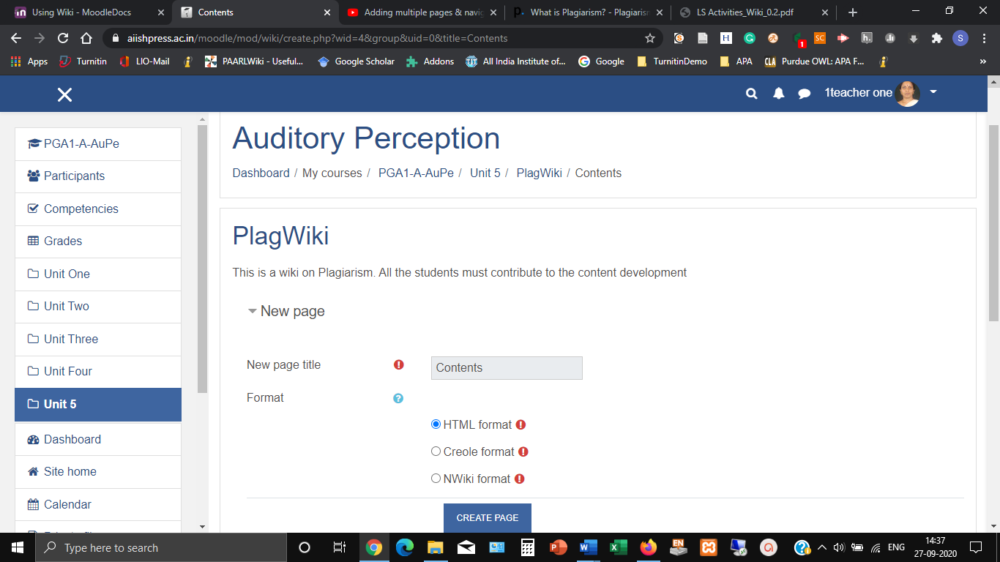 Using Wiki - MoodleDocs
Contents
Adding multiple pages & navig
What is Plagiarism? - Plagiarism
LS Activities_Wiki_0.2.pdf
aiishpress.ac.in/moodle/mod/wiki/create.php?wid=4&group&uid=0&title=Contents
Apps Turnitin LIO-Mail PAARLWiki - Useful... Google Scholar Addons All India Institute of... Google TurnitinDemo APA Purdue OWL: APA F... »
1teacher one
Auditory Perception
Dashboard / My courses / PGA1-A-AuPe / Unit 5 / PlagWiki / Contents
PGA1-A-AuPe
Participants
Competencies
Grades
Unit One
Unit Two
Unit Three
Unit Four
Unit 5
Dashboard
Site home
Calendar
PlagWiki
This is a wiki on Plagiarism. All the students must contribute to the content development
New page
New page title
Contents
Format
HTML format
Creole format
NWiki format
CREATE PAGE
Type here to search
ENG
14:37
27-09-2020